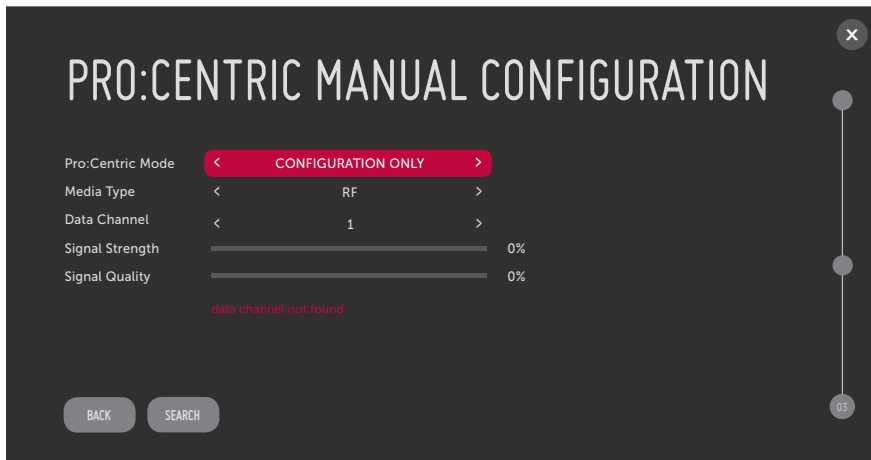 X
PRO:CENTRIC MANUAL CONFIGURATION
Pro:Centric Mode < CONFIGURATION ONLY >
Media Type < RF >
Data Channel < 1 >
Signal Strength 0%
Signal Quality 0%
data channel not found
BACK SEARCH 03